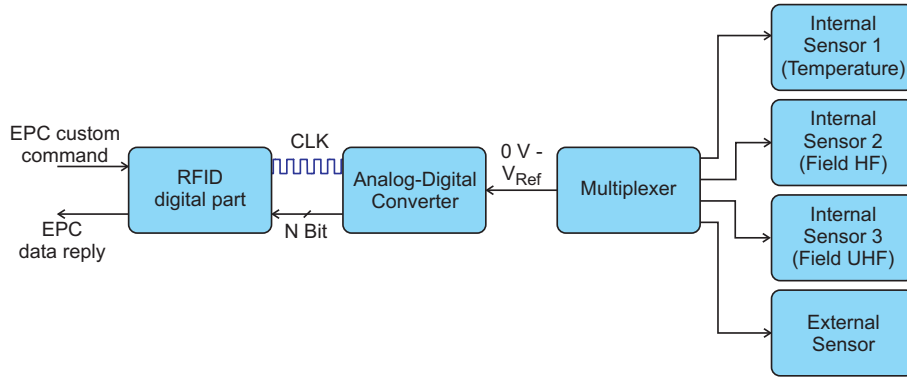 EPC custom
command
EPC
data reply
RFID
digital part
CLK
N Bit
Analog-Digital
Converter
0 V -
VRef
Multiplexer
Internal
Sensor 1
(Temperature)
Internal
Sensor 2
(Field HF)
Internal
Sensor 3
(Field UHF)
External
Sensor